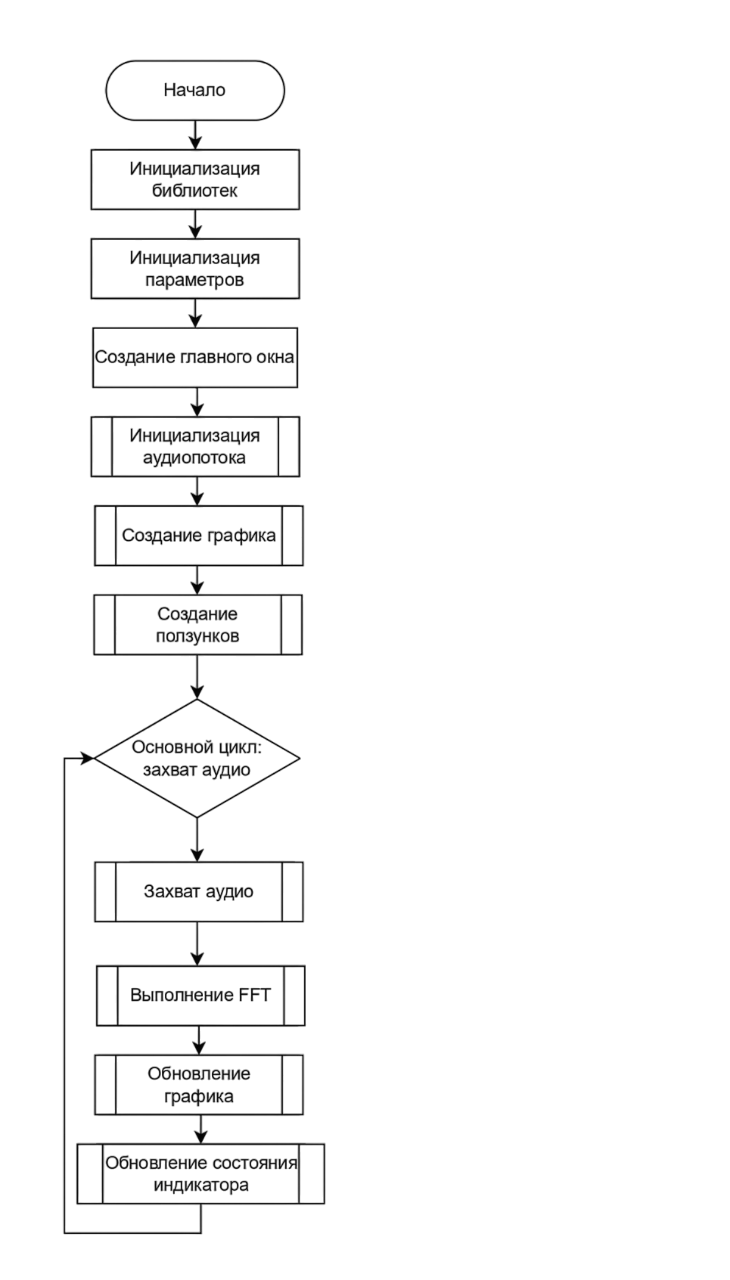 Начало
Инициализация
библиотек
Инициализация
параметров
Создание главного окна
Инициализация
аудиопотока
Создание графика
Создание
ползунков
Основной цикл:
захват аудио
Захват аудио
Выполнение FFT
Обновление
графика
Обновление состояния
индикатора